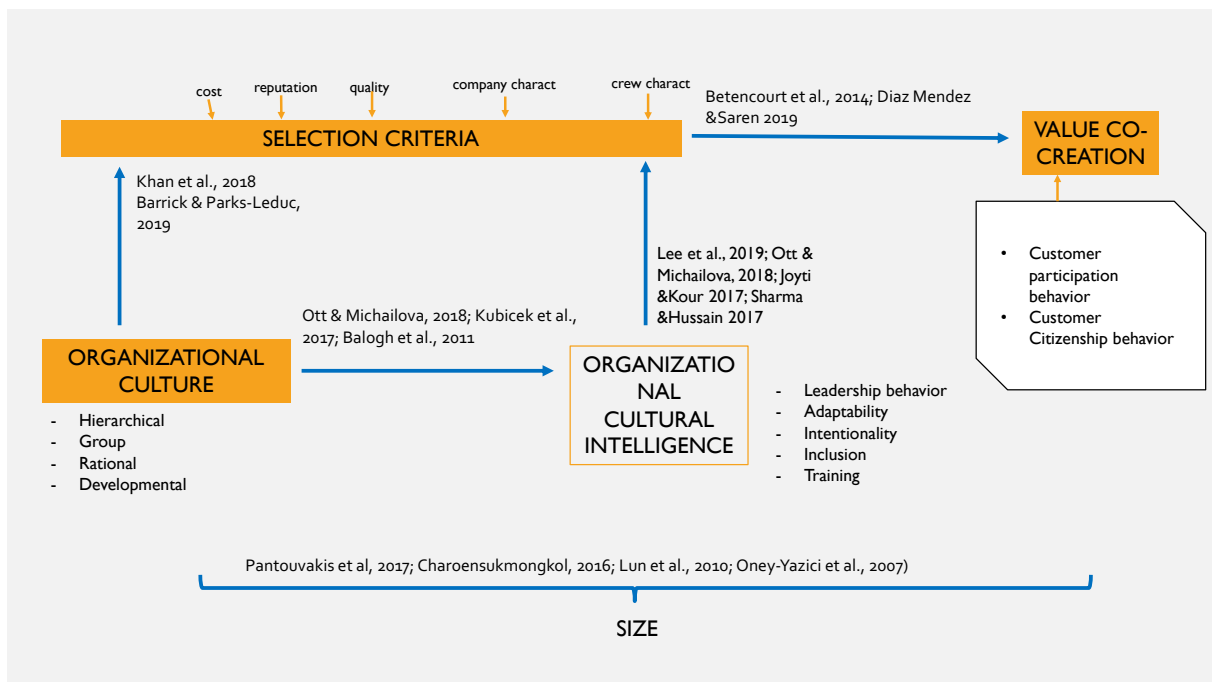 cost
reputation
quality
company charact
crew charact
SELECTION CRITERIA
Betencourt et al., 2014; Diaz Mendez
&Saren 2019
VALUE CO-
CREATION
Khan et al., 2018
Barrick & Parks-Leduc,
2019
Lee et al., 2019; Ott &
Michailova, 2018; Joyti
&Kour 2017; Sharma
&Hussain 2017
• Customer
participation
behavior
• Customer
Citizenship behavior
Ott & Michailova, 2018; Kubicek et al.,
2017; Balogh et al., 2011
ORGANIZATIONAL
CULTURE
- Hierarchical
- Group
- Rational
- Developmental
ORGANIZATIO
NAL
CULTURAL
INTELLIGENCE
- Leadership behavior
- Adaptability
- Intentionality
- Inclusion
- Training
Pantouvakis et al, 2017; Charoensukmongkol, 2016; Lun et al., 2010; Oney-Yazici et al., 2007)
SIZE